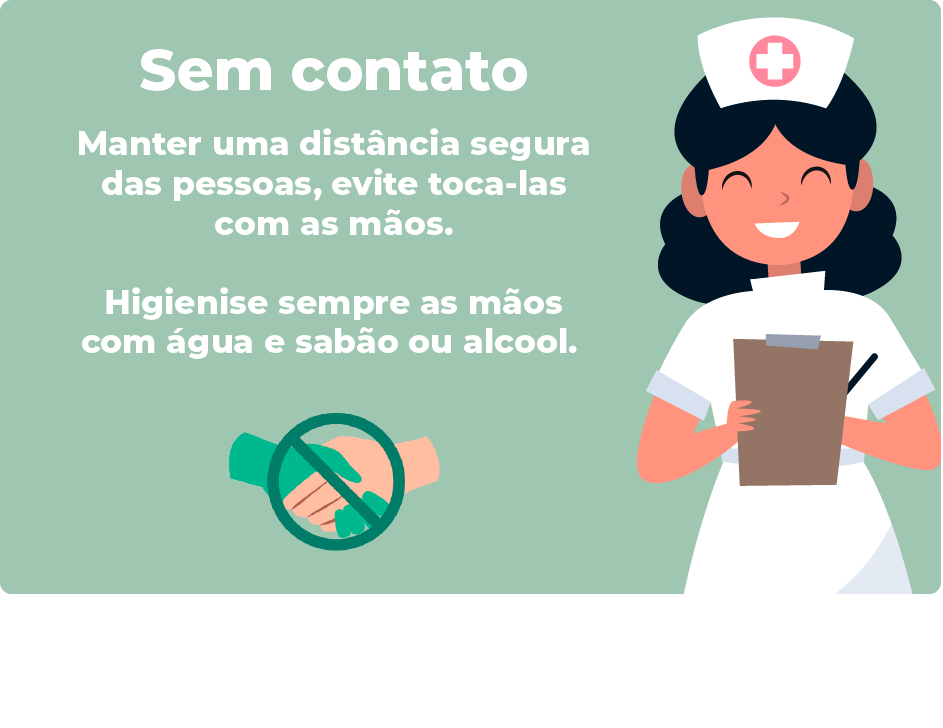 Sem contato
Manter uma distância segura
das pessoas, evite toca-las
com as mãos.
Higienise sempre as mãos
com água e sabão ou alcool.